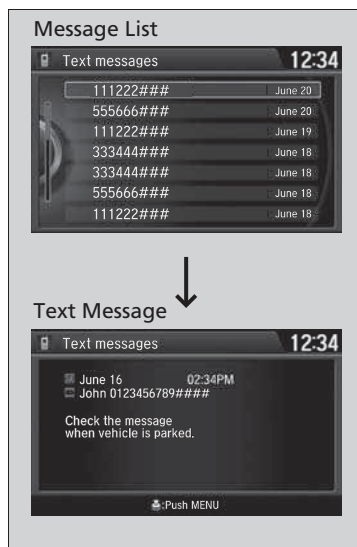 Message List
Text messages 12:34
111222### June 20
555666### June 20
111222### June 19
333444### June 18
333444### June 18
555666### June 18
111222### June 18
Text Message
Text messages 12:34
June 16 02:34PM
John 0123456789####
Check the message
when vehicle is parked.
:Push MENU